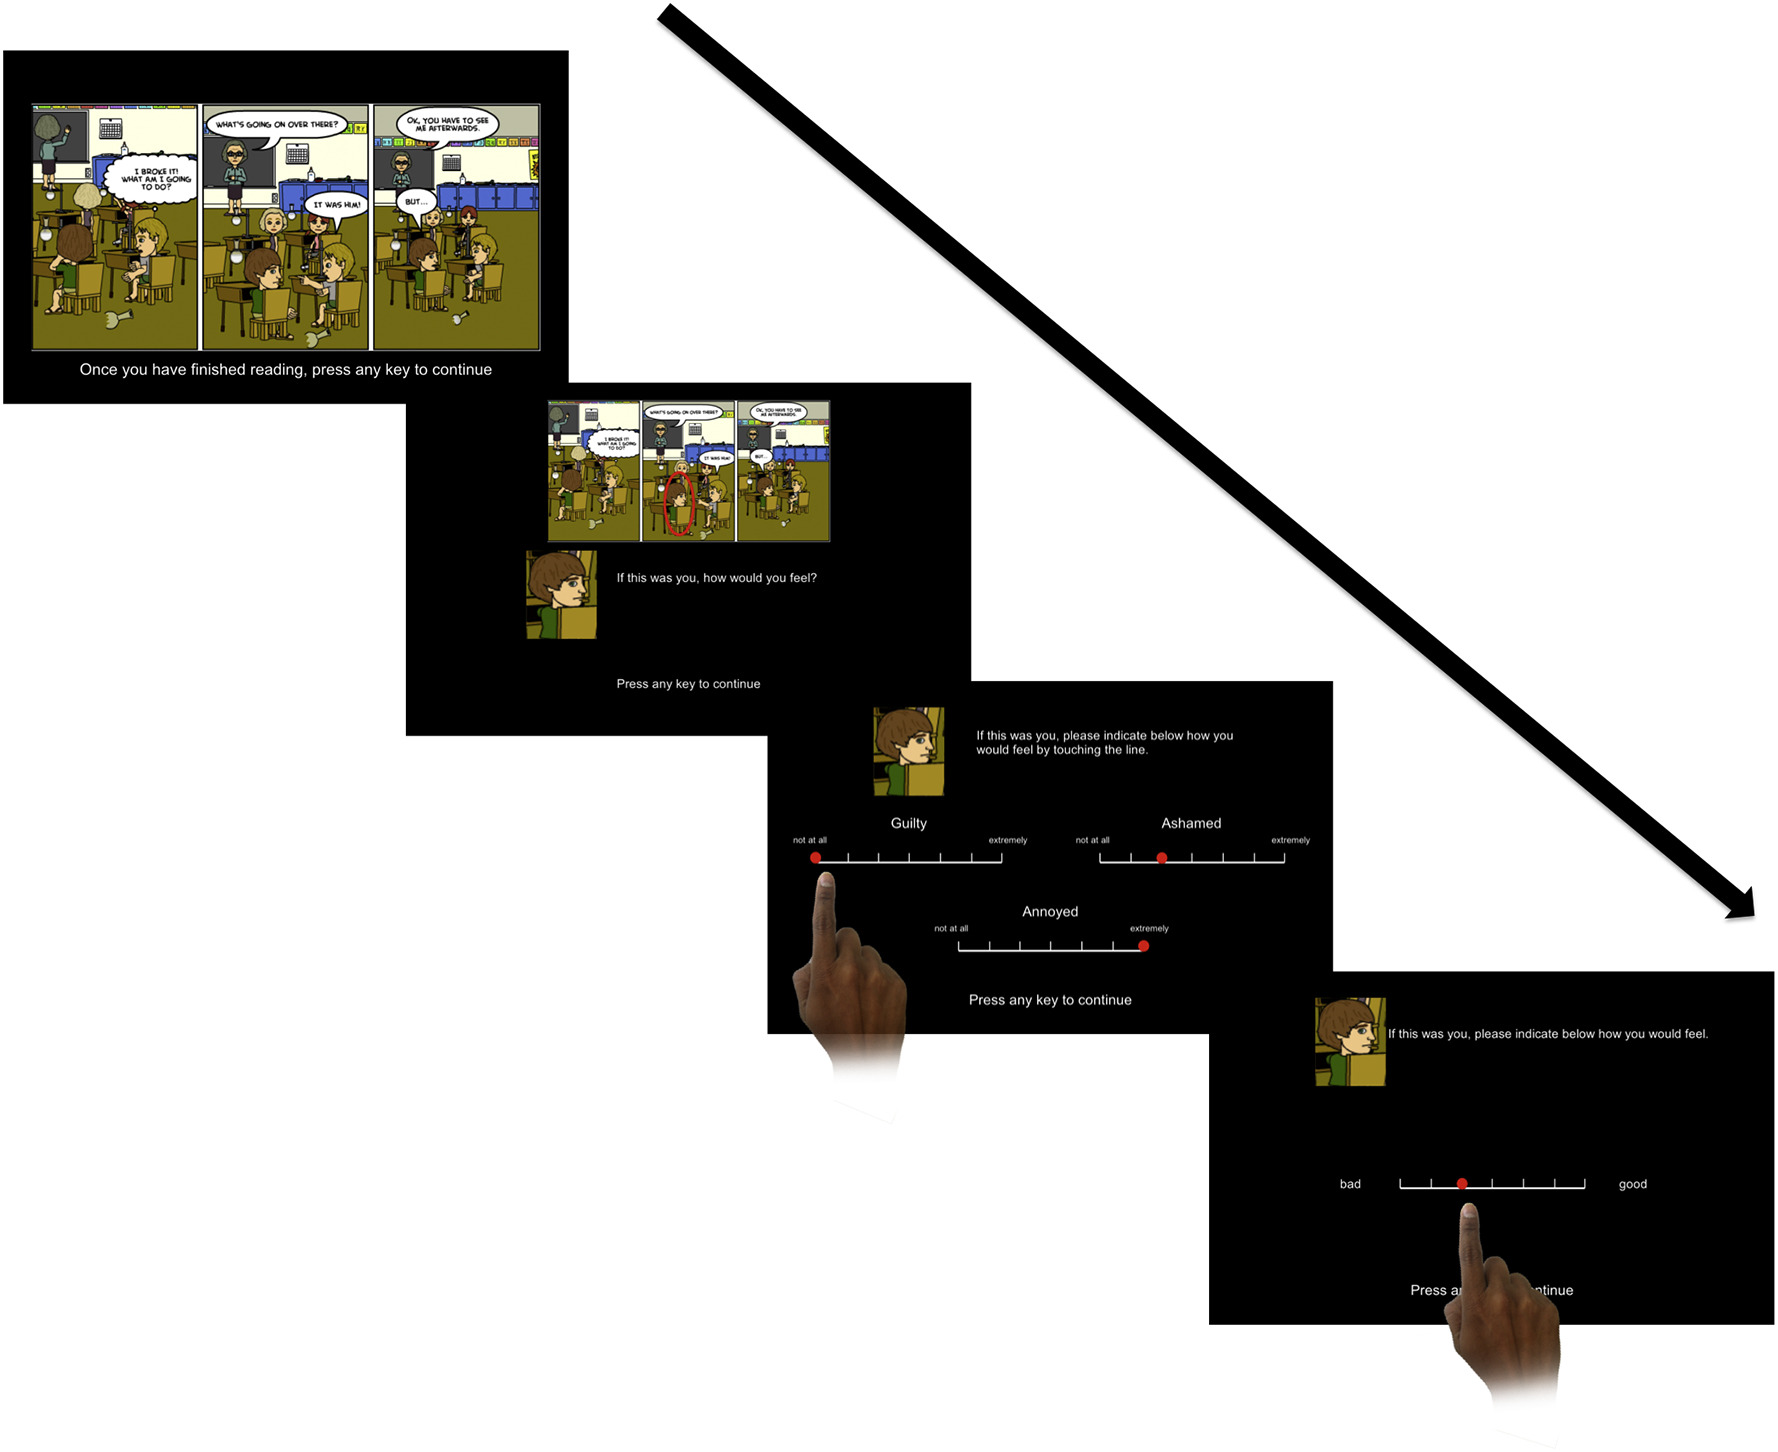 I BROKE IT!
WHAT AM I GOING
TO DO?
WHAT'S GOING ON OVER THERE?
IT WAS HIM!
OK, YOU HAVE TO SEE
ME AFTERWARDS.
BUT...
Once you have finished reading, press any key to continue
I BROKE IT!
WHAT AM I GOING
TO DO?
WHAT'S GOING ON OVER THERE?
IT WAS HIM!
OK, YOU HAVE TO SEE
ME AFTERWARDS.
BUT...
If this was you, how would you feel?
Press any key to continue
If this was you, please indicate below how you
would feel by touching the line.
Guilty
not at all extremely
Ashamed
not at all extremely
Annoyed
not at all extremely
Press any key to continue
If this was you, please indicate below how you would feel.
bad good
Press